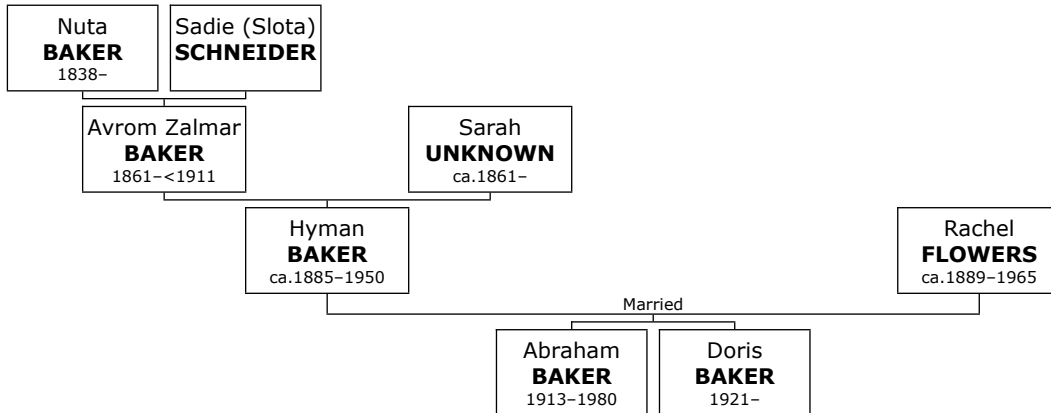 Nuta
BAKER
1838–
Sadie (Slota)
SCHNEIDER
Avrom Zalmar
BAKER
1861–<1911
Sarah
UNKNOWN
ca.1861–
Hyman
BAKER
ca.1885–1950
Rachel
FLOWERS
ca.1889–1965
Married
Abraham
BAKER
1913–1980
Doris
BAKER
1921–